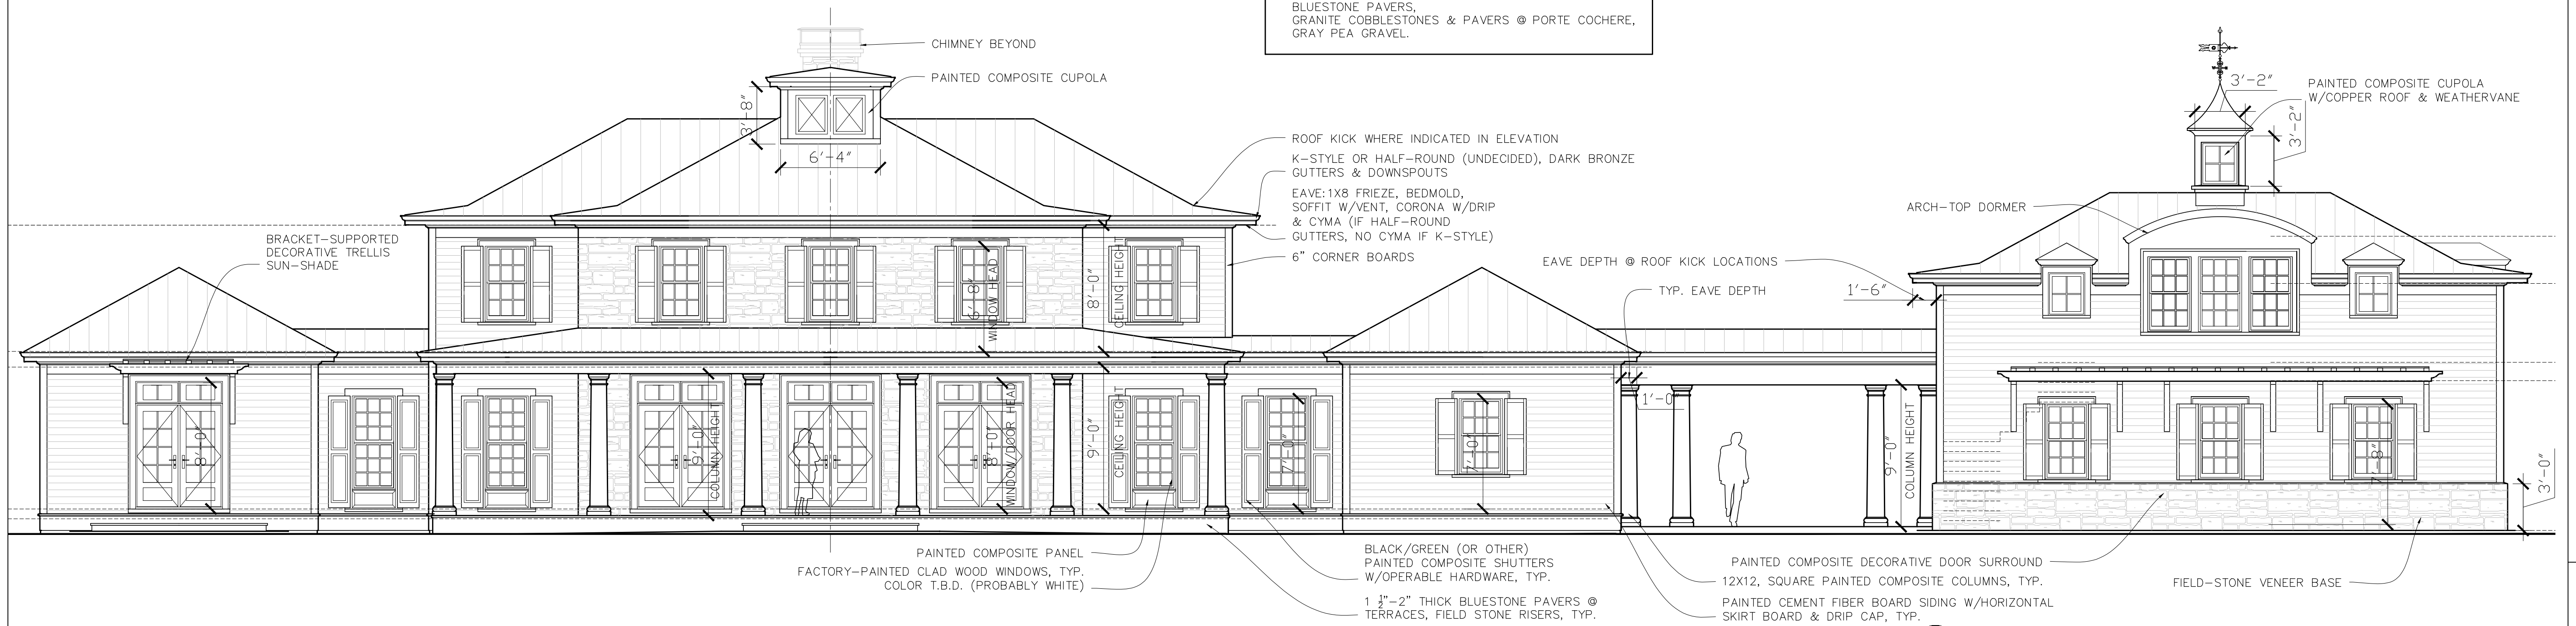 BLUESTONE PAVERS,
GRANITE COBBLESTONES & PAVERS @ PORTE COCHERE,
GRAY PEA GRAVEL.
CHIMNEY BEYOND
PAINTED COMPOSITE CUPOLA
3'-8"
6'-4"
ROOF KICK WHERE INDICATED IN ELEVATION
K-STYLE OR HALF-ROUND (UNDECIDED), DARK BRONZE
GUTTERS & DOWNSPOUTS
EAVE: 1X8 FRIEZE, BEDMOLD,
SOFFIT W/VENT, CORONA W/DRIP
& CYMA (IF HALF-ROUND
GUTTERS, NO CYMA IF K-STYLE)
6" CORNER BOARDS
3'-2"
PAINTED COMPOSITE CUPOLA
W/COPPER ROOF & WEATHERVANE
3'-2"
ARCH-TOP DORMER
BRACKET-SUPPORTED
DECORATIVE TRELLIS
SUN-SHADE
EAVE DEPTH @ ROOF KICK LOCATIONS
TYP. EAVE DEPTH
1'-6"
6'-8"
WINDOW HEAD
8'-0"
CEILING HEIGHT
8'-0"
9'-0"
COLUMN HEIGHT
8'-0"
WINDOW/DOOR HEAD
9'-0"
CEILING HEIGHT
7'-0"
7'-0"
1'-0"
9'-0"
COLUMN HEIGHT
7'-8"
3'-0"
PAINTED COMPOSITE PANEL
FACTORY-PAINTED CLAD WOOD WINDOWS, TYP.
COLOR T.B.D. (PROBABLY WHITE)
BLACK/GREEN (OR OTHER)
PAINTED COMPOSITE SHUTTERS
W/OPERABLE HARDWARE, TYP.
1 1/2"-2" THICK BLUESTONE PAVERS @
TERRACES, FIELD STONE RISERS, TYP.
PAINTED COMPOSITE DECORATIVE DOOR SURROUND
12X12, SQUARE PAINTED COMPOSITE COLUMNS, TYP.
PAINTED CEMENT FIBER BOARD SIDING W/HORIZONTAL
SKIRT BOARD & DRIP CAP, TYP.
FIELD-STONE VENEER BASE